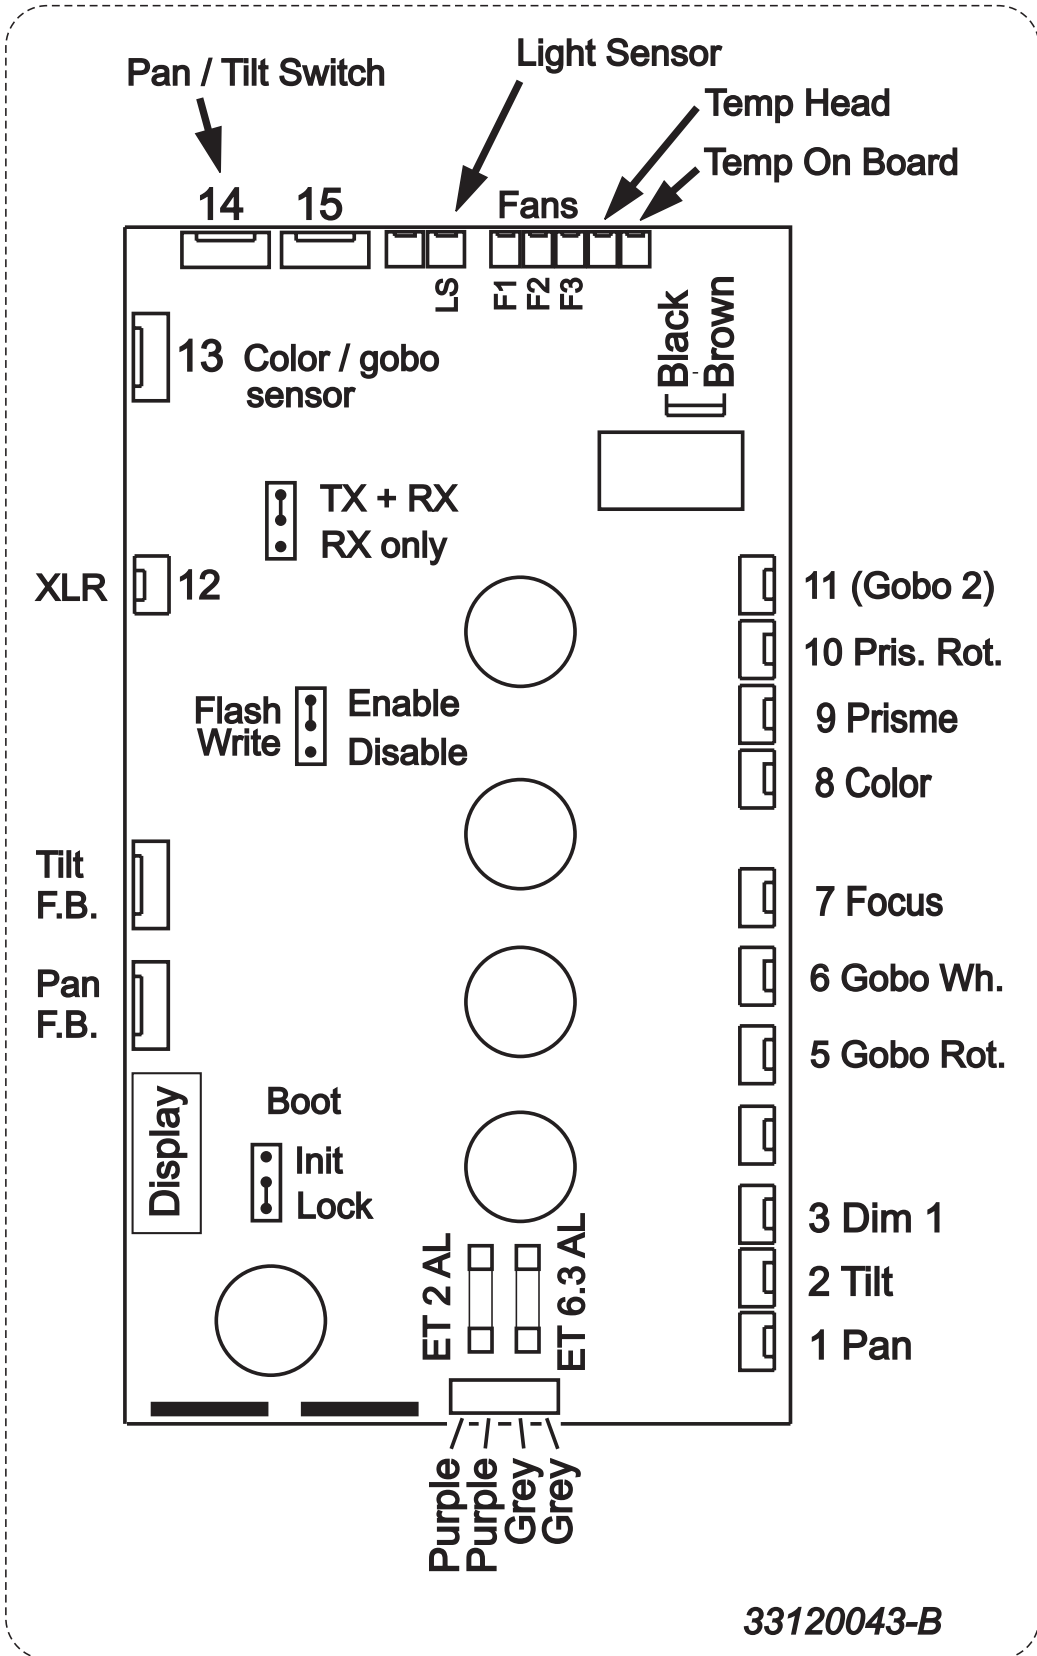 Light Sensor
Pan / Tilt Switch
Temp Head
Temp On Board
14
15
Fans
LS
F1
F2
F3
Black
Brown
13 Color / gobo
sensor
TX + RX
RX only
XLR
12
11 (Gobo 2)
10 Pris. Rot.
9 Prisme
8 Color
Flash
Write
Enable
Disable
Tilt
F.B.
7 Focus
Pan
F.B.
6 Gobo Wh.
5 Gobo Rot.
Display
Boot
Init
Lock
3 Dim 1
2 Tilt
1 Pan
ET 2 AL
ET 6.3 AL
Purple
Purple
Grey
Grey
33120043-B